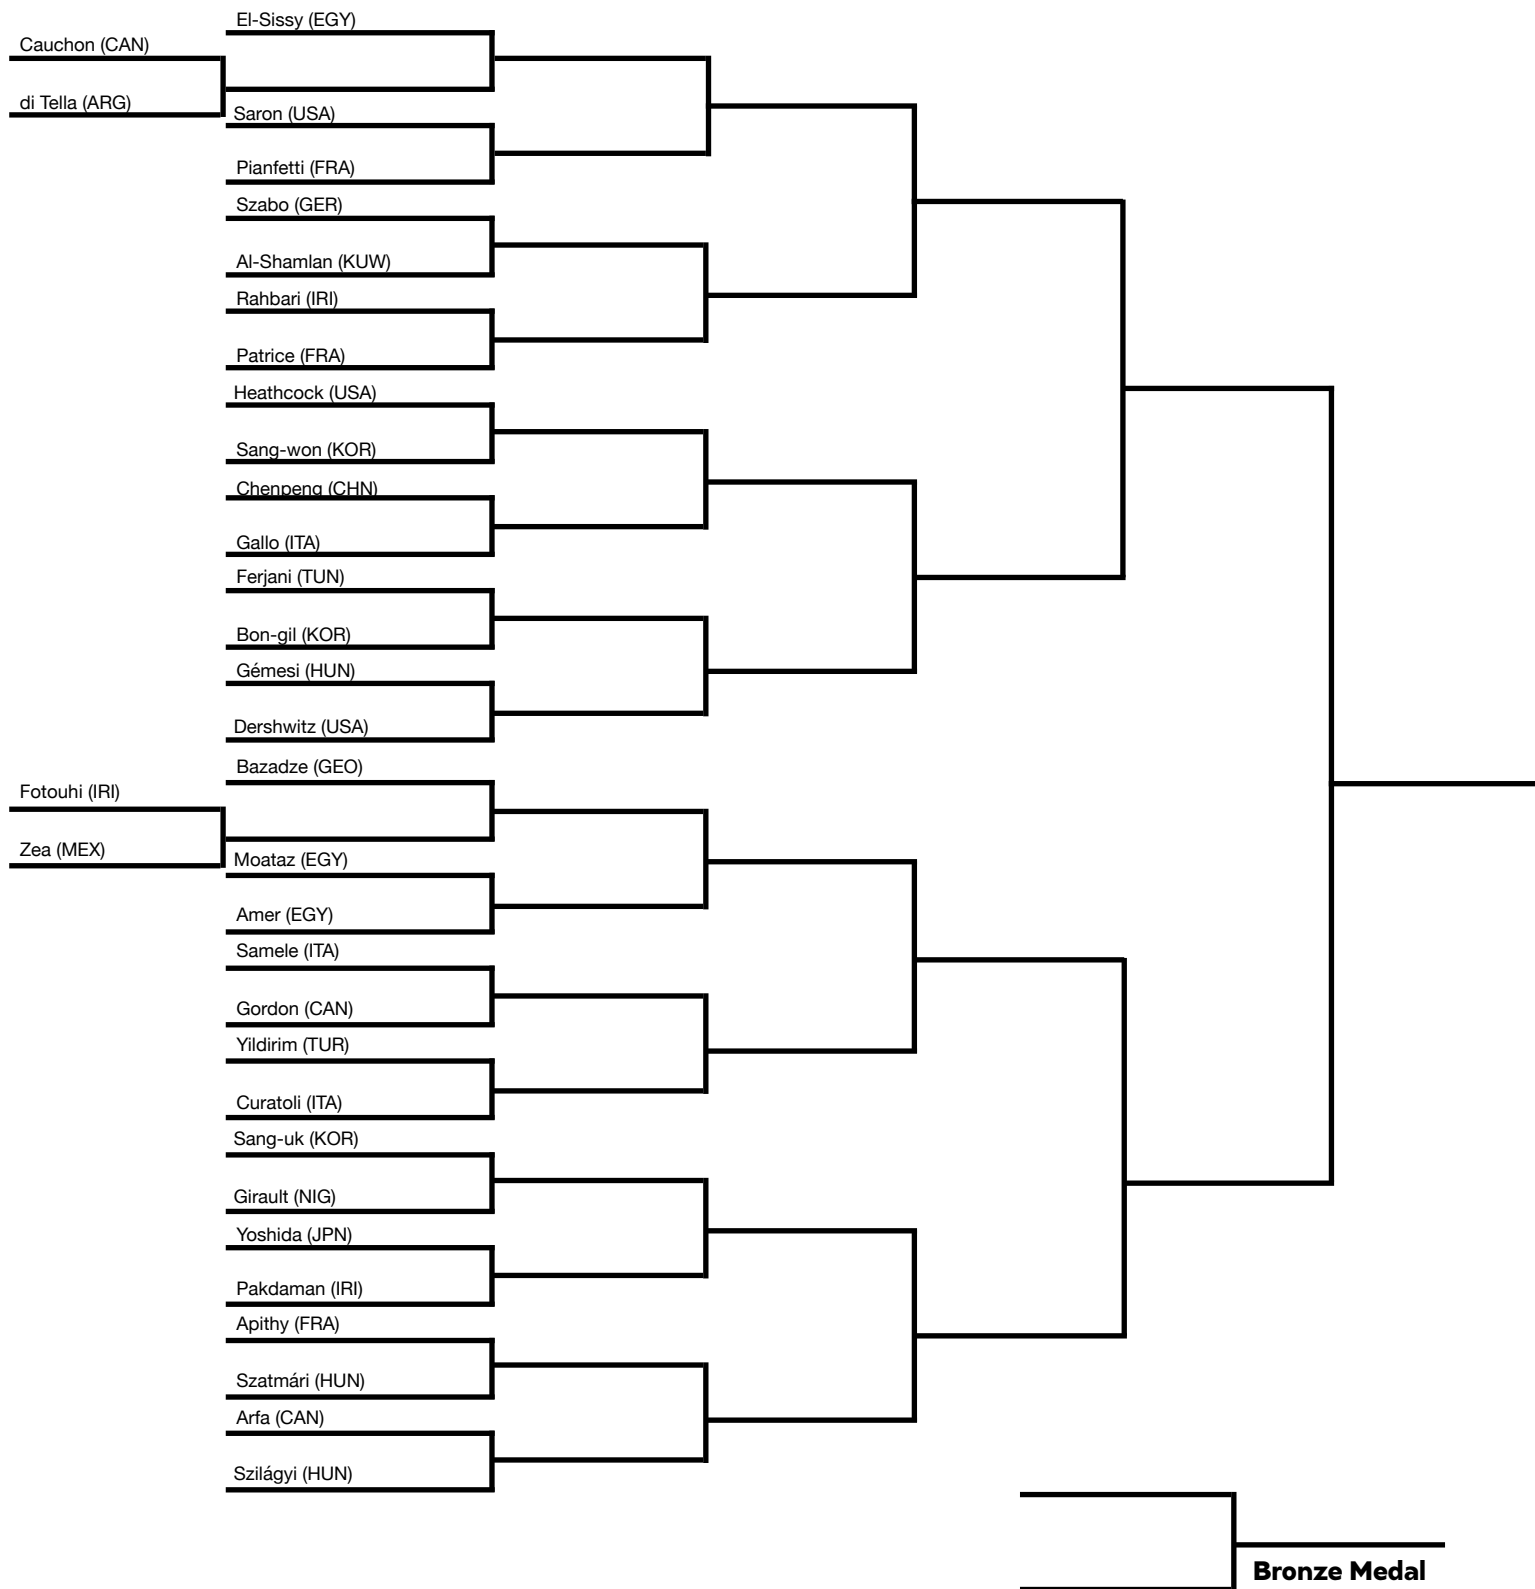 El-Sissy (EGY)
Cauchon (CAN)
di Tella (ARG)
Saron (USA)
Pianfetti (FRA)
Szabo (GER)
Al-Shamlan (KUW)
Rahbari (IRI)
Patrice (FRA)
Heathcock (USA)
Sang-won (KOR)
Chenpeng (CHN)
Gallo (ITA)
Ferjani (TUN)
Bon-gil (KOR)
Gémesi (HUN)
Dershwitz (USA)
Bazadze (GEO)
Fotouhi (IRI)
Zea (MEX)
Moataz (EGY)
Amer (EGY)
Samele (ITA)
Gordon (CAN)
Yildirim (TUR)
Curatoli (ITA)
Sang-uk (KOR)
Girault (NIG)
Yoshida (JPN)
Pakdaman (IRI)
Apithy (FRA)
Szatmári (HUN)
Arfa (CAN)
Szilágyi (HUN)
Bronze Medal